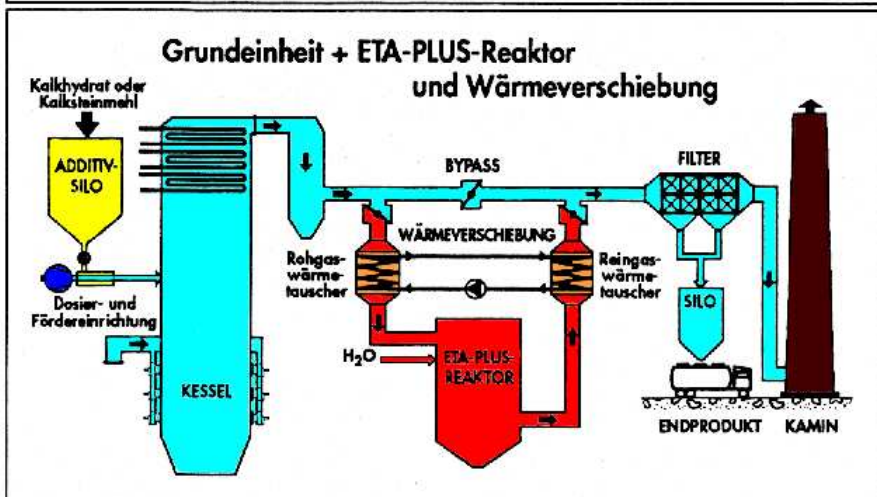 Grundeinheit + ETA-PLUS-Reaktor
und Wärmeverschiebung
Kalkhydrat oder
Kalksteinmehl
ADDITIV-
SILO
Dosier- und
Fördereinrichtung
KESSEL
BYPASS
WÄRMEVERSCHIEBUNG
Rohgas-
wärme-
tauscher
Reingas-
wärme-
tauscher
H₂O
ETA-PLUS-
REAKTOR
FILTER
SILO
ENDPRODUKT
KAMIN